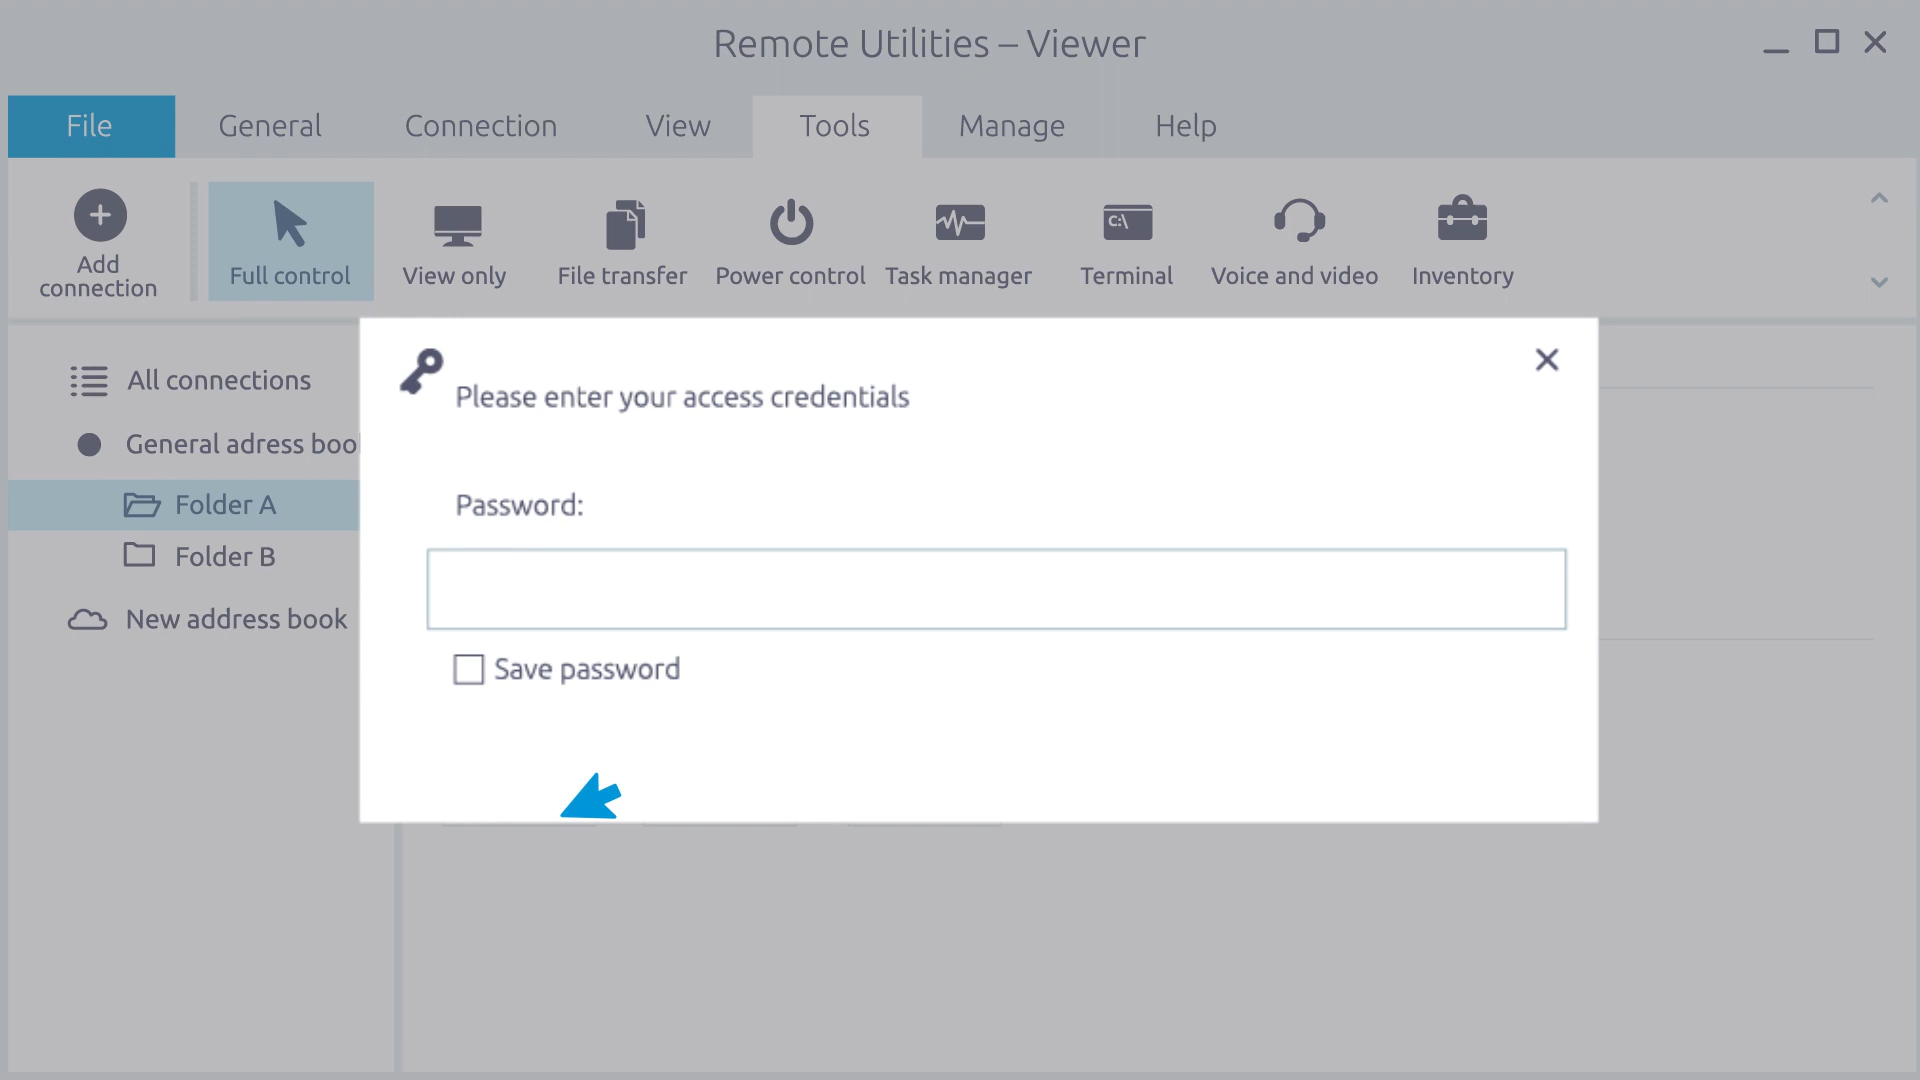 Remote Utilities – Viewer
File General Connection View Tools Manage Help
Add connection
Full control
View only
File transfer
Power control
Task manager
C:\
Terminal
Voice and video
Inventory
All connections
General adress boo
Folder A
Folder B
New address book
Please enter your access credentials
Password:
Save password